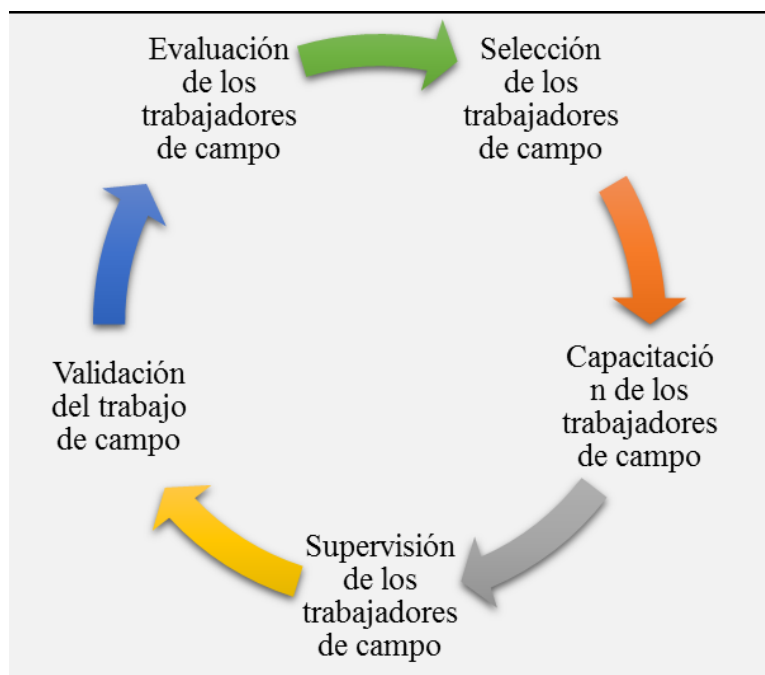 Evaluación
de los
trabajadores
de campo
Selección
de los
trabajadores
de campo
Capacitació
n de los
trabajadores
de campo
Supervisión
de los
trabajadores
de campo
Validación
del trabajo
de campo